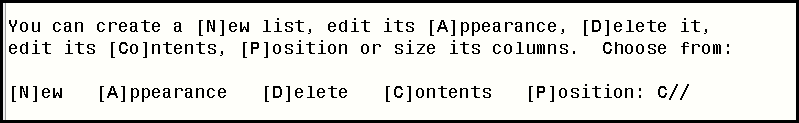 You can create a [N]ew list, edit its [A]ppearance, [D]elete it,
edit its [Co]ntents, [P]osition or size its columns.  Choose from:
[N]ew   [A]ppearance   [D]elete   [C]ontents   [P]osition: C//